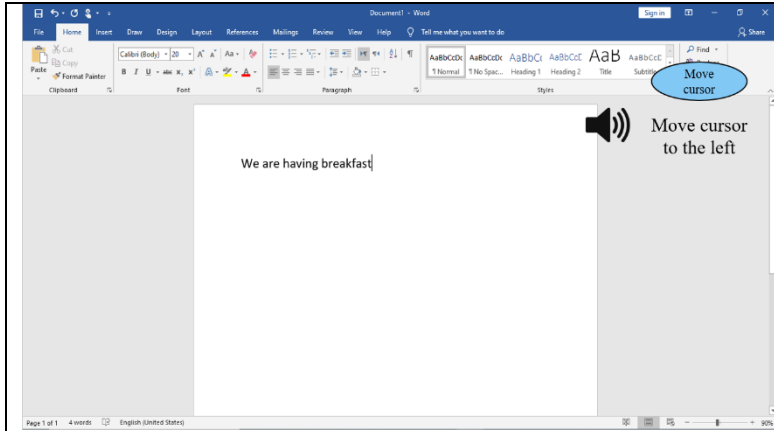 Document1 - Word
Sign in
File Home Insert Draw Design Layout References Mailings Review View Help Tell me what you want to do
Share
Paste
Cut
Copy
Format Painter
Clipboard
Calibri (Body) 20
Font
Paragraph
AaBbCcDc AaBbCcDc AaBbCc AaBbCcC AaB AaBbCcC
¶ Normal ¶ No Spac... Heading 1 Heading 2 Title Subtitle
Styles
Find
Move
cursor
Move cursor
to the left
We are having breakfast
Page 1 of 1 4 words English (United States)
90%